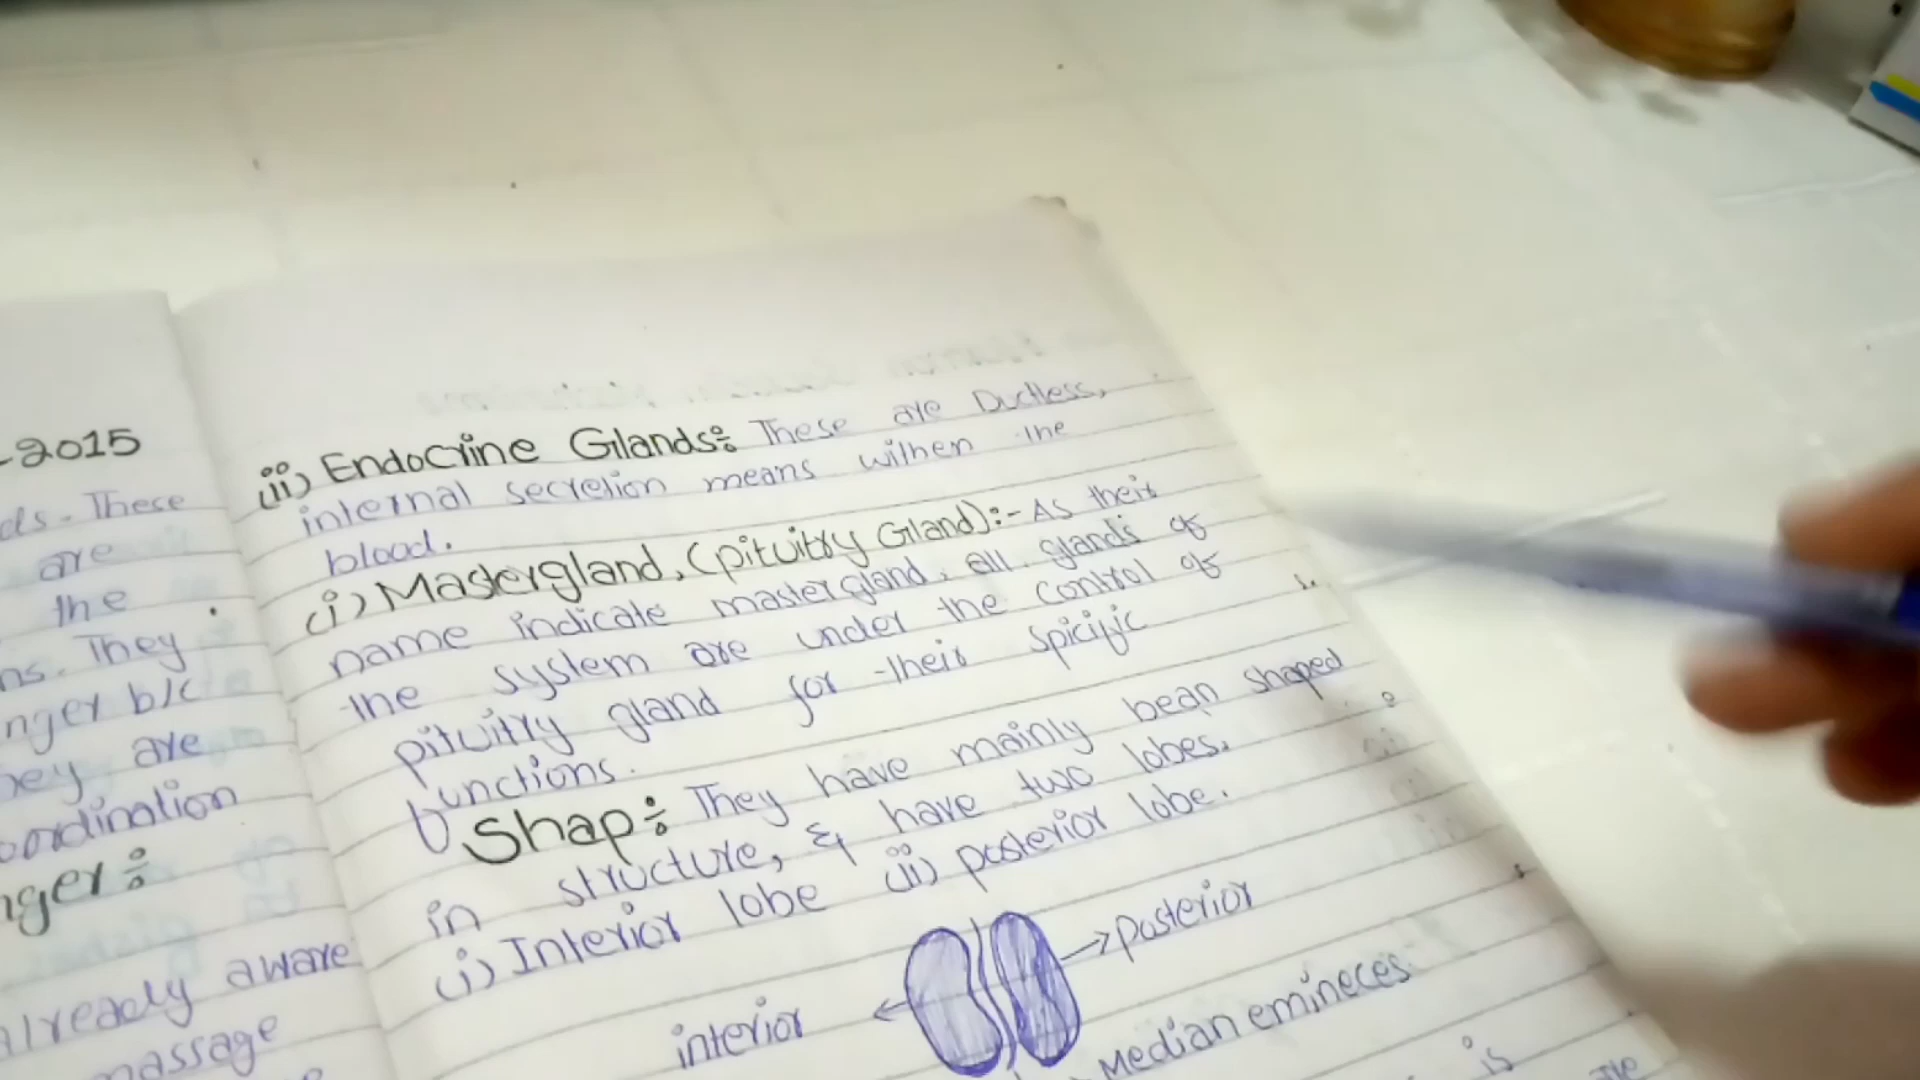 -2015
These
are
the
They
b/c
are
aware
massage
(ii) Endocrine Glands: These are Ductless,
internal secretion means withen the
blood.
(i) Mastergland, (pituitry Gland):- As their
name indicate mastergland, all glands of
the system are under the control of
pituitry gland for their spicific
functions.
Shap: They have mainly bean shaped
in structure, & have two lobes.
(i) Interior lobe (ii) posterior lobe.
posterior
interior
Median emineces
is